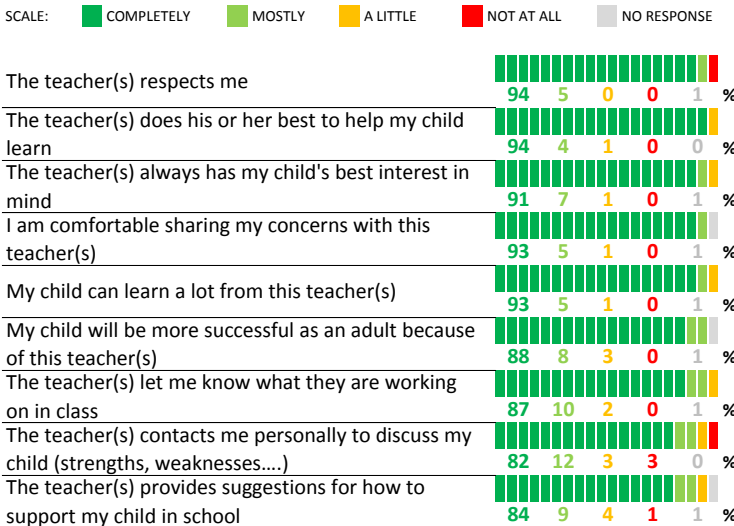 SCALE: COMPLETELY MOSTLY A LITTLE NOT AT ALL NO RESPONSE
The teacher(s) respects me
94 5 0 0 1 %
The teacher(s) does his or her best to help my child
learn
94 4 1 0 0 %
The teacher(s) always has my child's best interest in
mind
91 7 1 0 1 %
I am comfortable sharing my concerns with this
teacher(s)
93 5 1 0 1 %
My child can learn a lot from this teacher(s)
93 5 1 0 1 %
My child will be more successful as an adult because
of this teacher(s)
88 8 3 0 1 %
The teacher(s) let me know what they are working
on in class
87 10 2 0 1 %
The teacher(s) contacts me personally to discuss my
child (strengths, weaknesses....)
82 12 3 3 0 %
The teacher(s) provides suggestions for how to
support my child in school
84 9 4 1 1 %